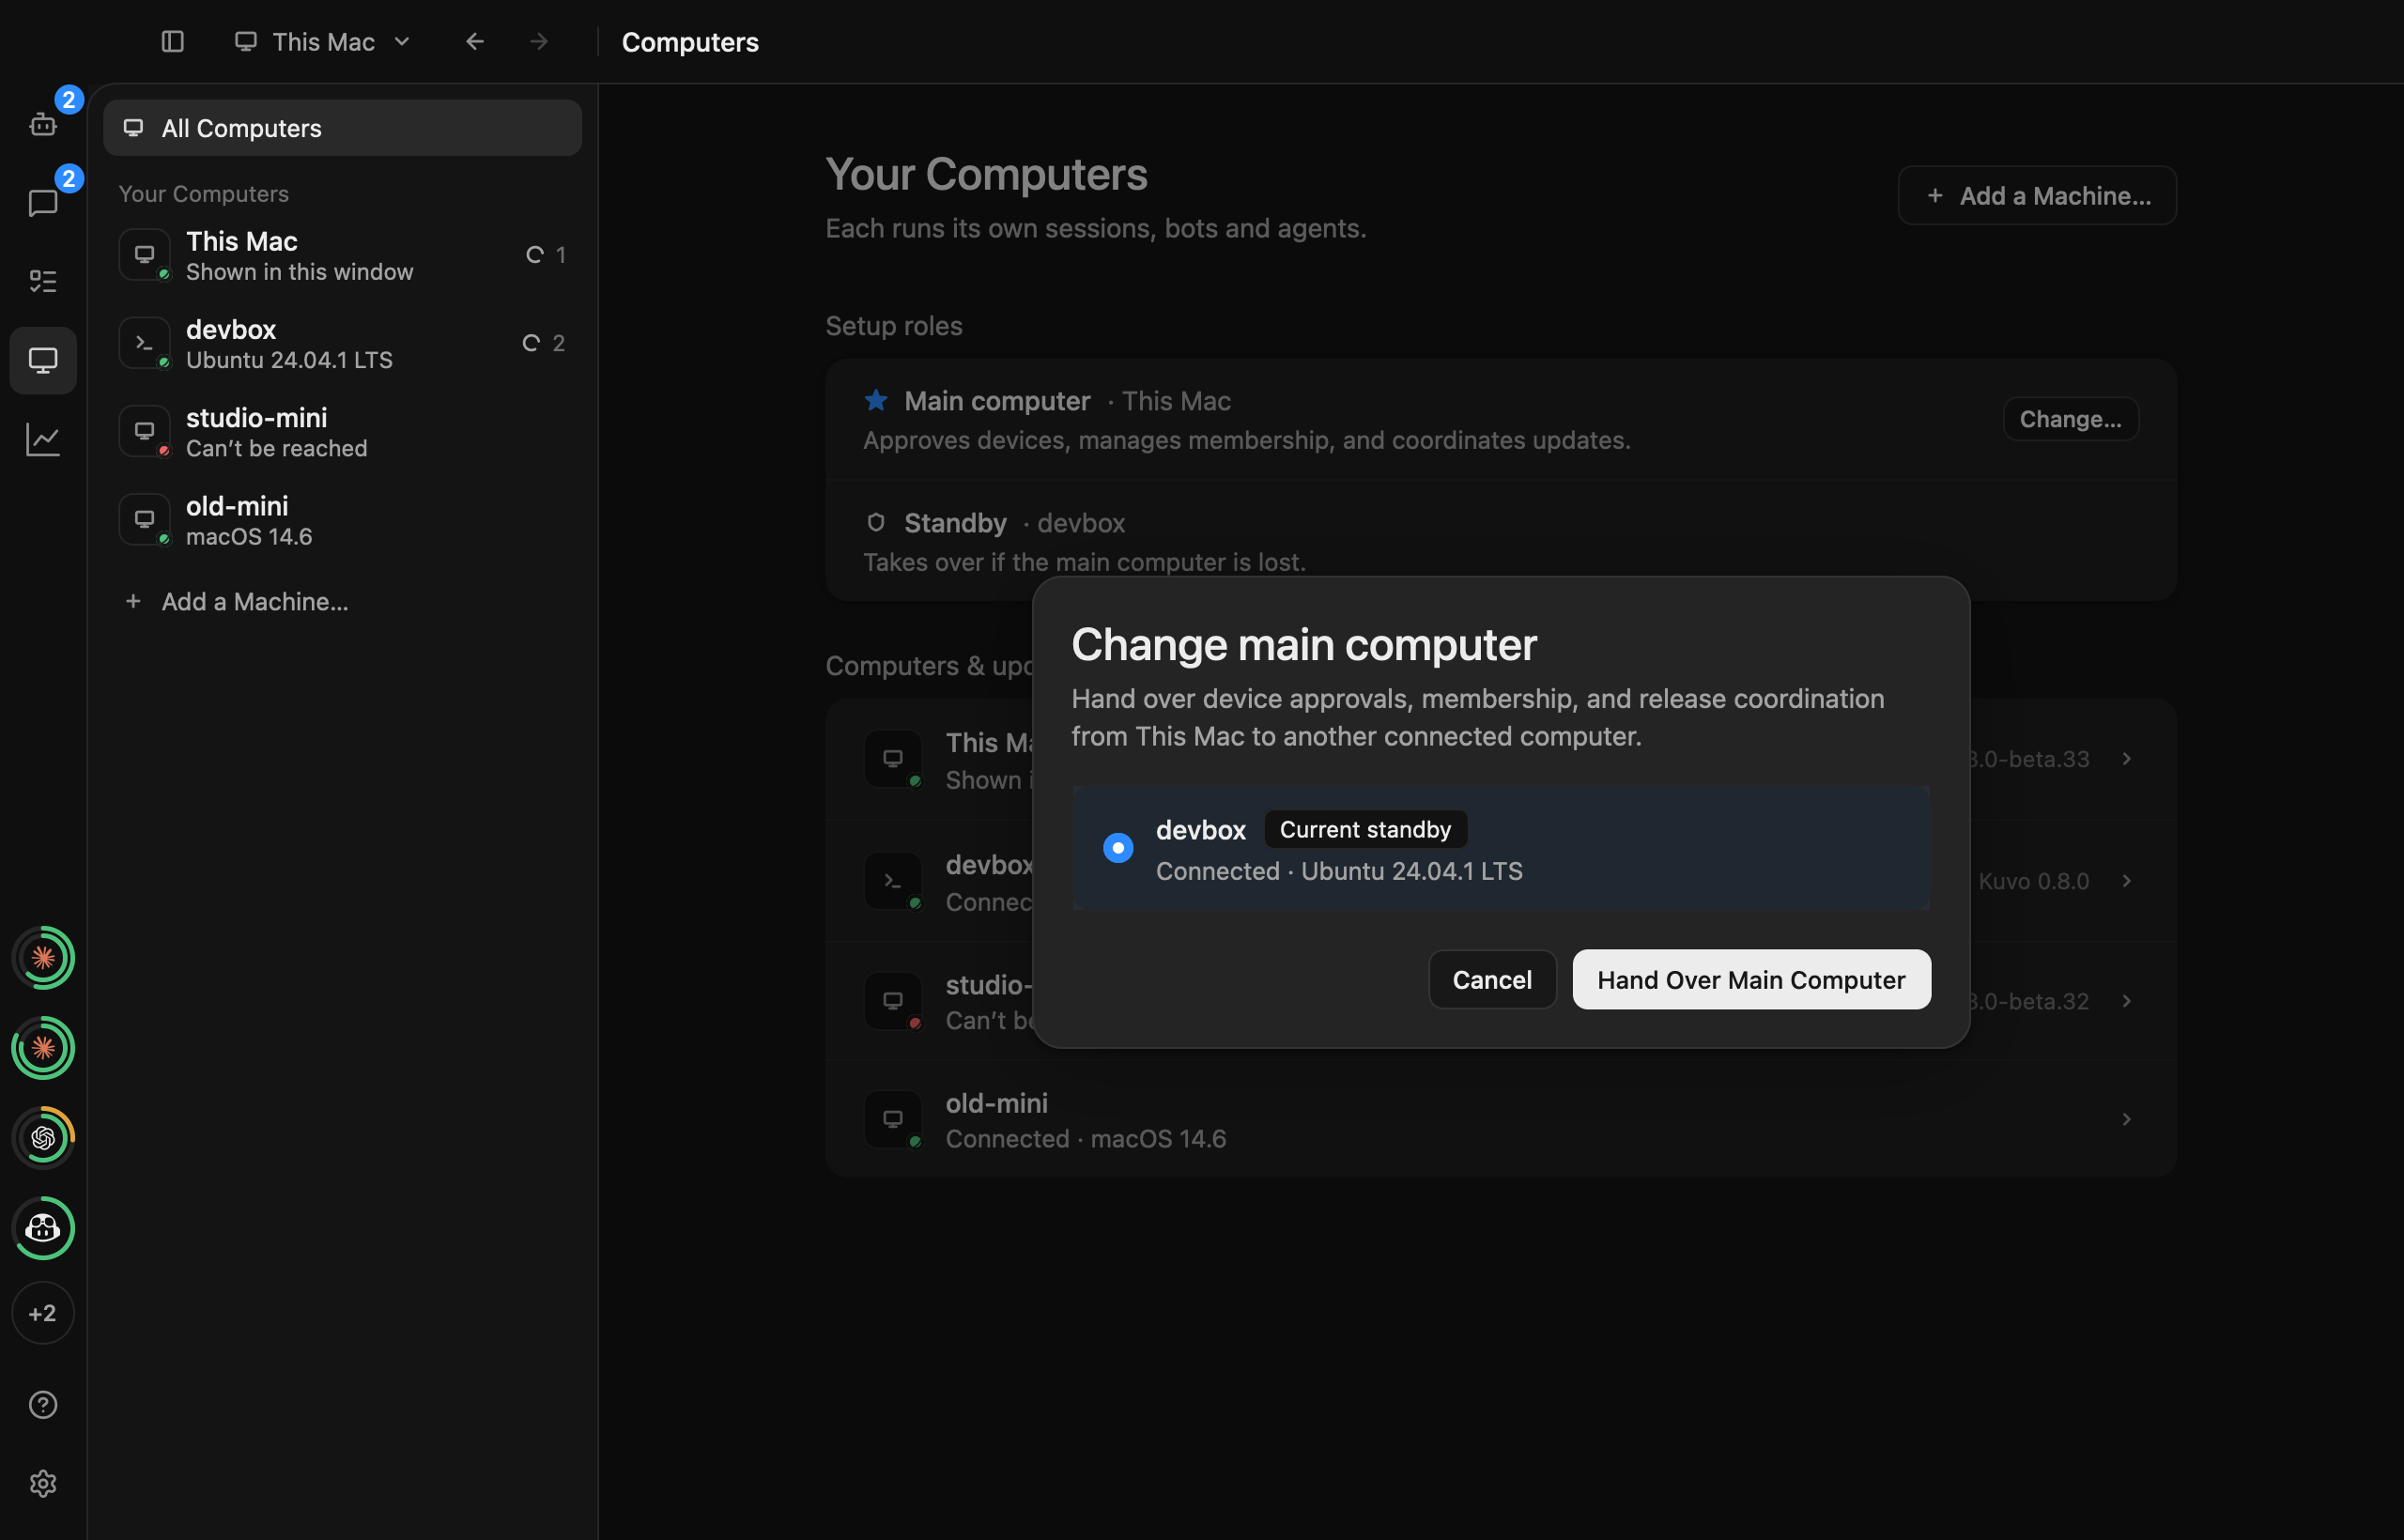 This Mac
Computers
2
All Computers
2
Your Computers
This Mac
Shown in this window
1
devbox
Ubuntu 24.04.1 LTS
2
studio-mini
Can’t be reached
old-mini
macOS 14.6
Add a Machine...
+2
Your Computers
Each runs its own sessions, bots and agents.
Add a Machine...
Setup roles
Main computer · This Mac
Approves devices, manages membership, and coordinates updates.
Change...
Standby · devbox
Takes over if the main computer is lost.
Computers &
This
Shown
.0-beta.33
devbox
Kuvo 0.8.0
studio-
Can’t
.0-beta.32
old-mini
Connected · macOS 14.6
Change main computer
Hand over device approvals, membership, and release coordination
from This Mac to another connected computer.
devbox Current standby
Connected · Ubuntu 24.04.1 LTS
Cancel
Hand Over Main Computer